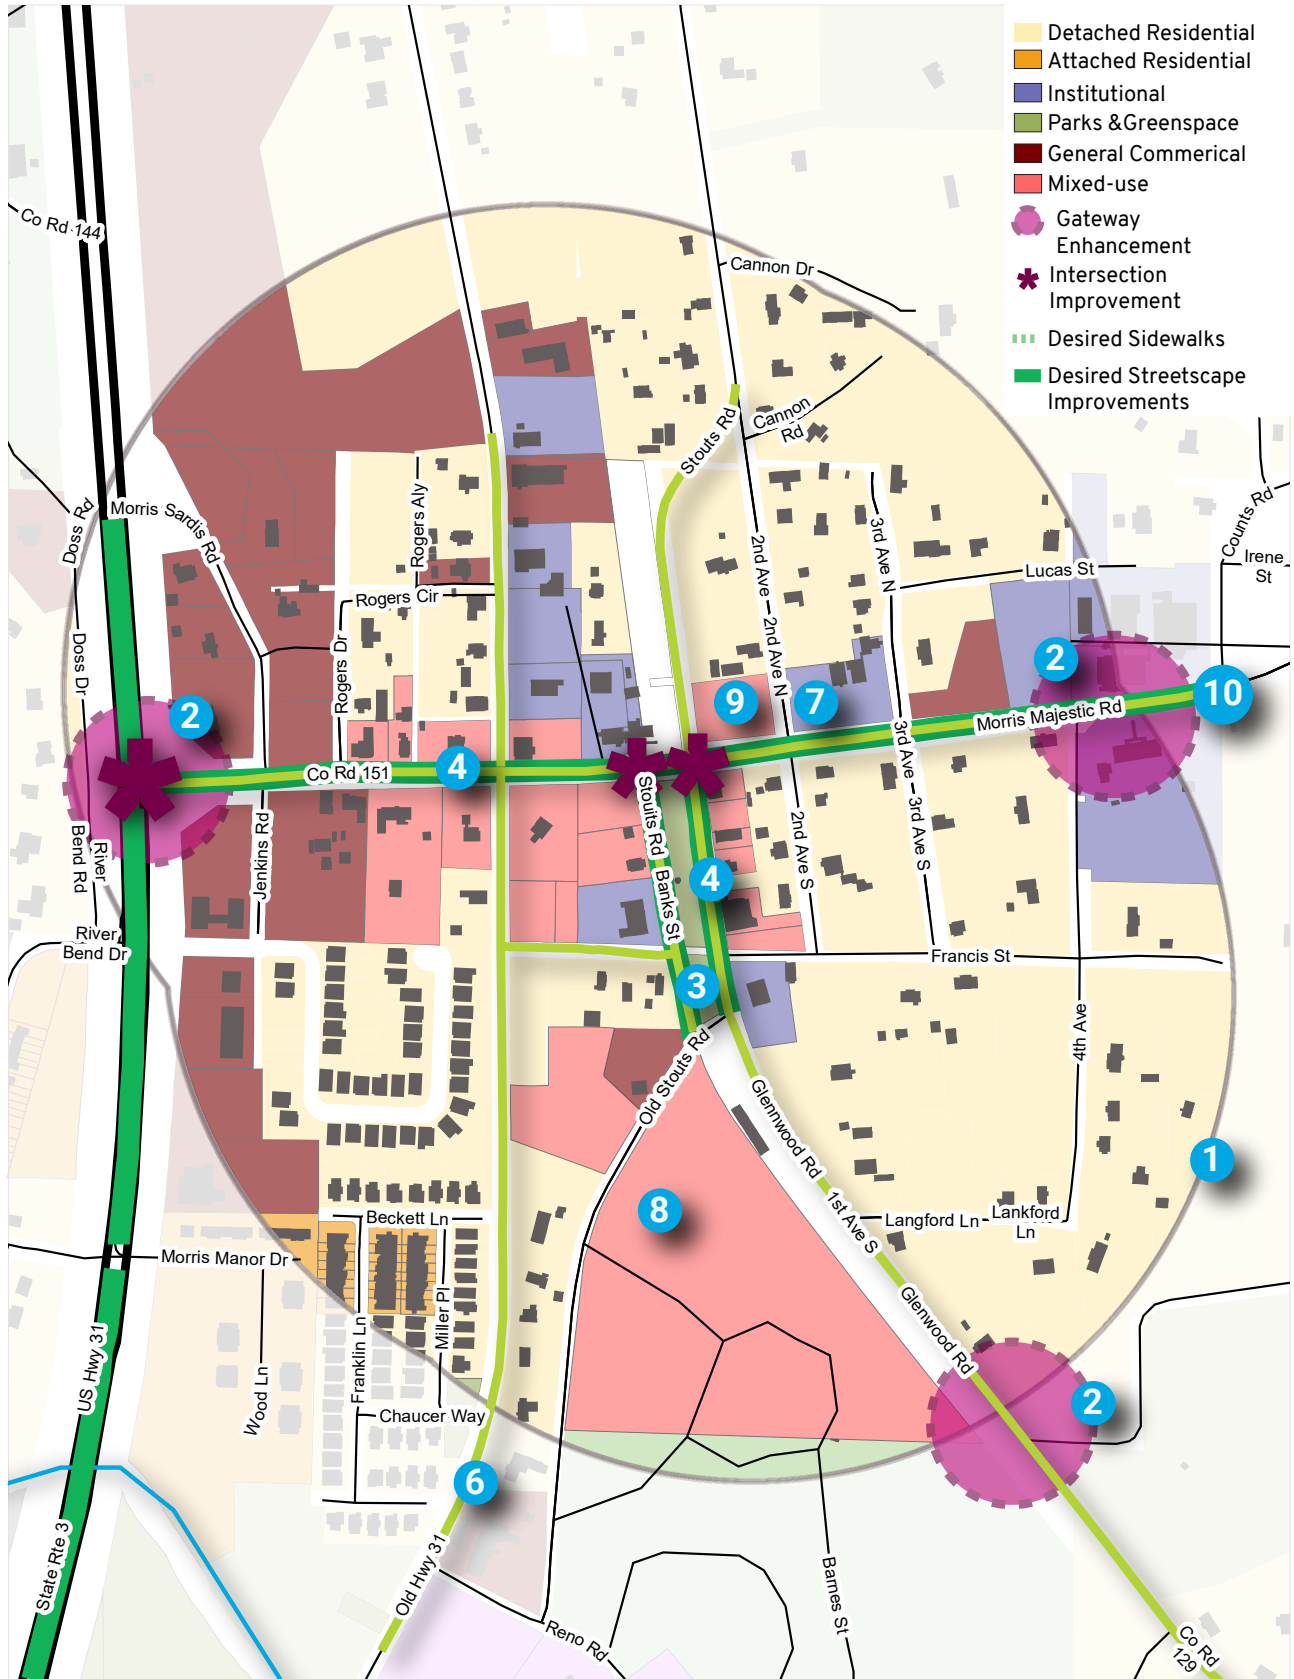 Detached Residential
Attached Residential
Institutional
Parks &Greenspace
General Commerical
Mixed-use
Gateway
Enhancement
Intersection
Improvement
Desired Sidewalks
Desired Streetscape
Improvements
Co Rd 144
Cannon Dr
Cannon
Rd
Stouts Rd
Doss Rd
Morris Sardis Rd
Rogers Aly
2nd Ave
2nd Ave N
3rd Ave N
Counts Rd
Irene
St
Lucas St
Rogers Cir
Rogers Dr
Doss Dr
2
2
9
7
10
Morris Majestic Rd
3rd Ave
3rd Ave S
Co Rd 151
4
Stouits Rd
Banks St
2nd Ave S
River
Bend Rd
Jenkins Rd
4
River
Bend Dr
Francis St
3
4th Ave
Old Stouts Rd
Glennwood Rd
1
8
1st Ave S
Beckett Ln
Langford Ln
Lankford
Ln
Morris Manor Dr
Miller Pl
Franklin Ln
Wood Ln
US Hwy 31
Glenwood Rd
2
Chaucer Way
6
Old Hwy 31
State Rte 3
Barnes St
Reno Rd
Co Rd
129